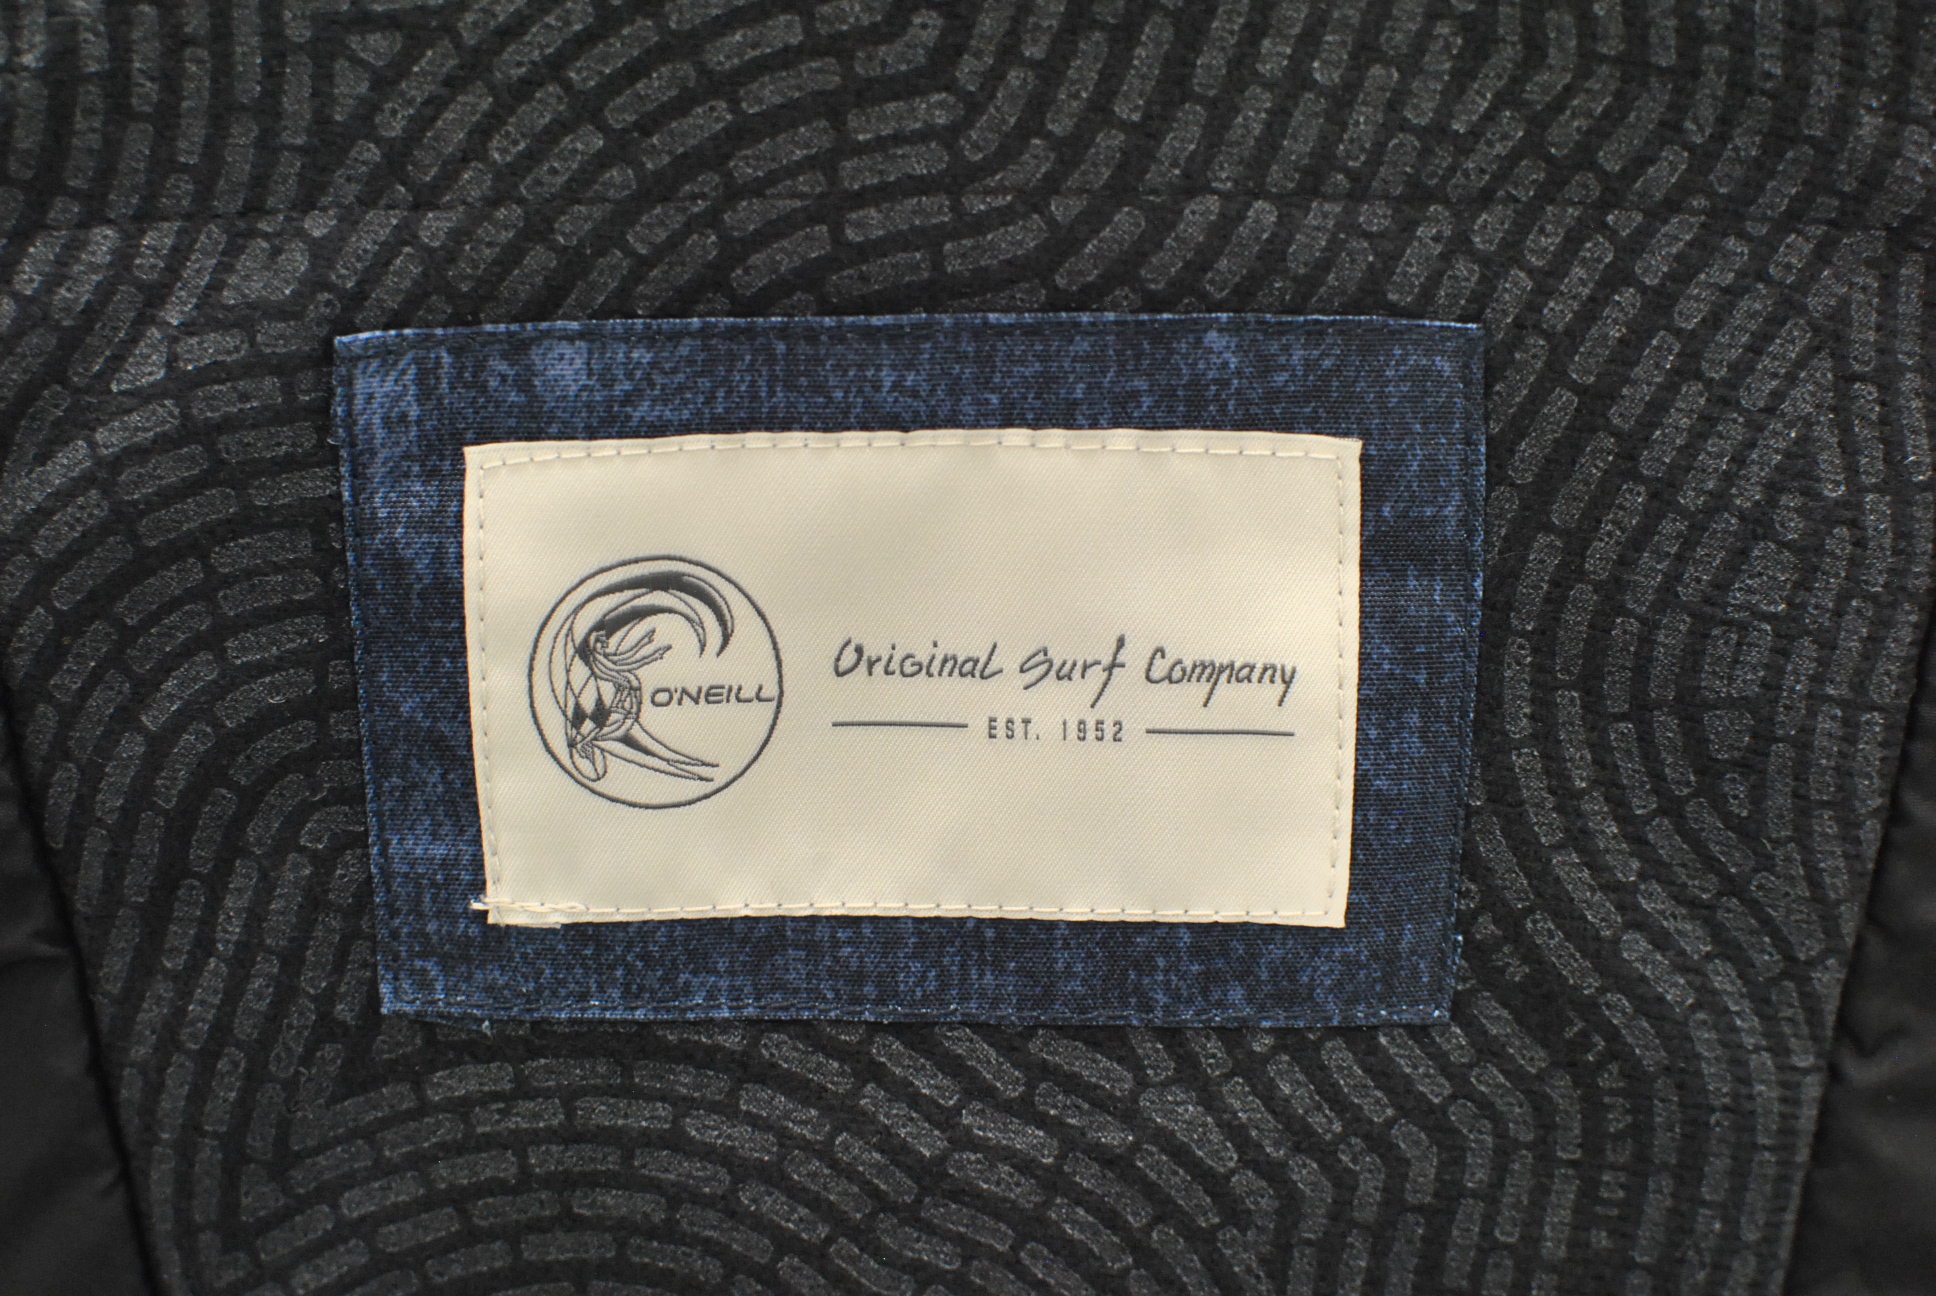 O'NEILL
Original Surf Company
EST. 1952